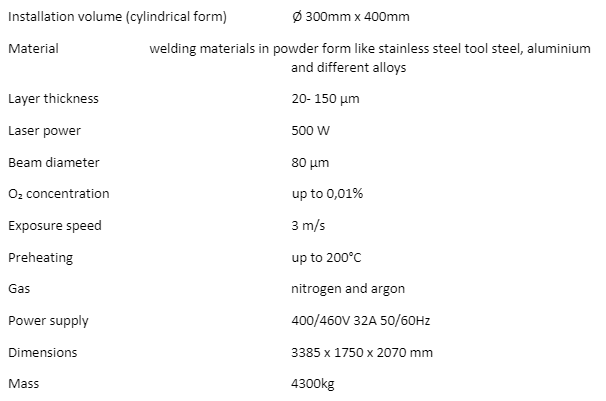 Installation volume (cylindrical form) Ø 300mm x 400mm
Material welding materials in powder form like stainless steel tool steel, aluminium
and different alloys
Layer thickness 20- 150 µm
Laser power 500 W
Beam diameter 80 µm
O₂ concentration up to 0,01%
Exposure speed 3 m/s
Preheating up to 200°C
Gas nitrogen and argon
Power supply 400/460V 32A 50/60Hz
Dimensions 3385 x 1750 x 2070 mm
Mass 4300kg